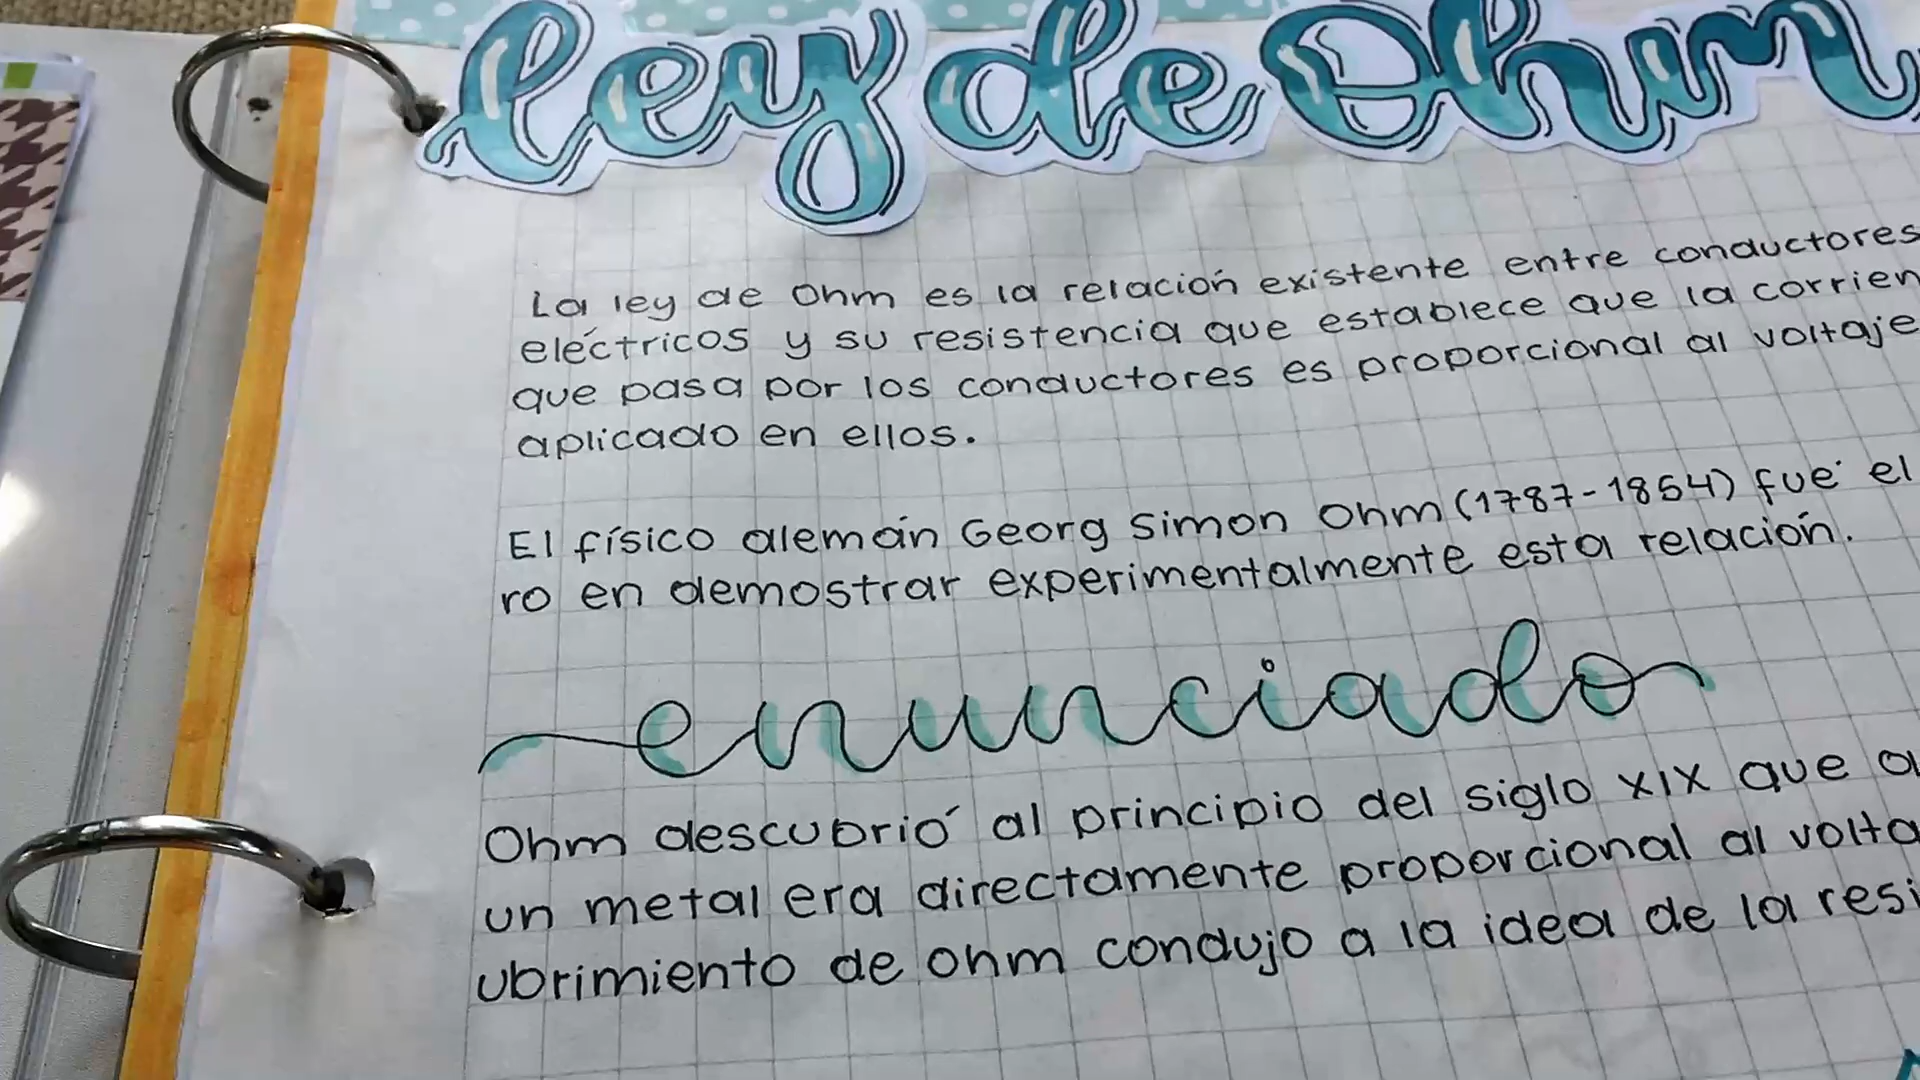 ley de Ohm
La ley de Ohm es la relación existente entre conductores
eléctricos y su resistencia que establece que la corrien
que pasa por los conductores es proporcional al voltaje
aplicado en ellos.
El físico alemán Georg Simon Ohm (1787-1854) fué el
ro en demostrar experimentalmente esta relación.
enunciado
Ohm descubrió al principio del siglo XIX que
un metal era directamente proporcional al volta
ubrimiento de ohm condujo a la idea de la resi